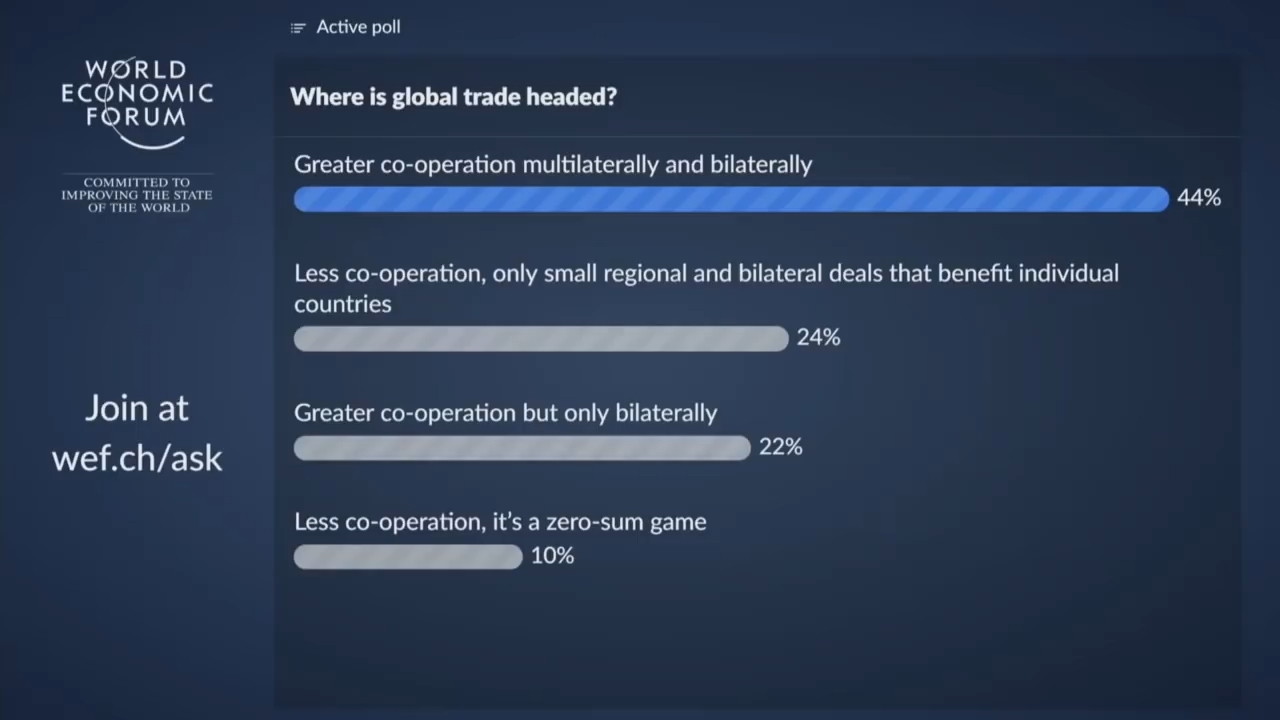 Active poll
WORLD
ECONOMIC
FORUM
COMMITTED TO
IMPROVING THE STATE
OF THE WORLD
Join at
wef.ch/ask
Where is global trade headed?
Greater co-operation multilaterally and bilaterally
44%
Less co-operation, only small regional and bilateral deals that benefit individual
countries
24%
Greater co-operation but only bilaterally
22%
Less co-operation, it’s a zero-sum game
10%